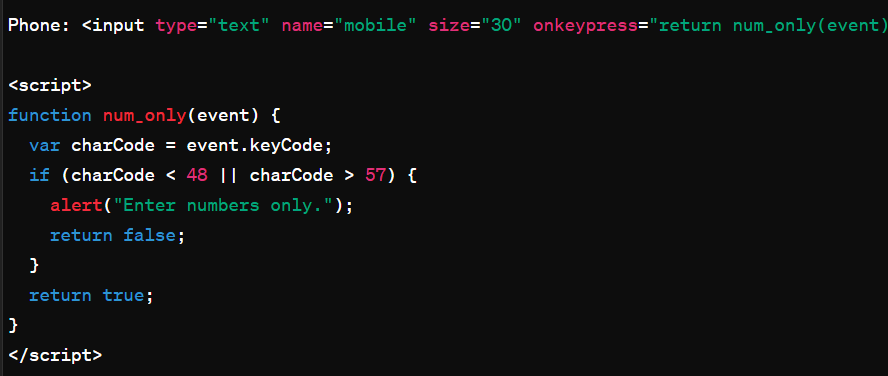 Phone: <input type="text" name="mobile" size="30" onkeypress="return num_only(event)
<script>
function num_only(event) {
  var charCode = event.keyCode;
  if (charCode < 48 || charCode > 57) {
    alert("Enter numbers only.");
    return false;
  }
  return true;
}
</script>